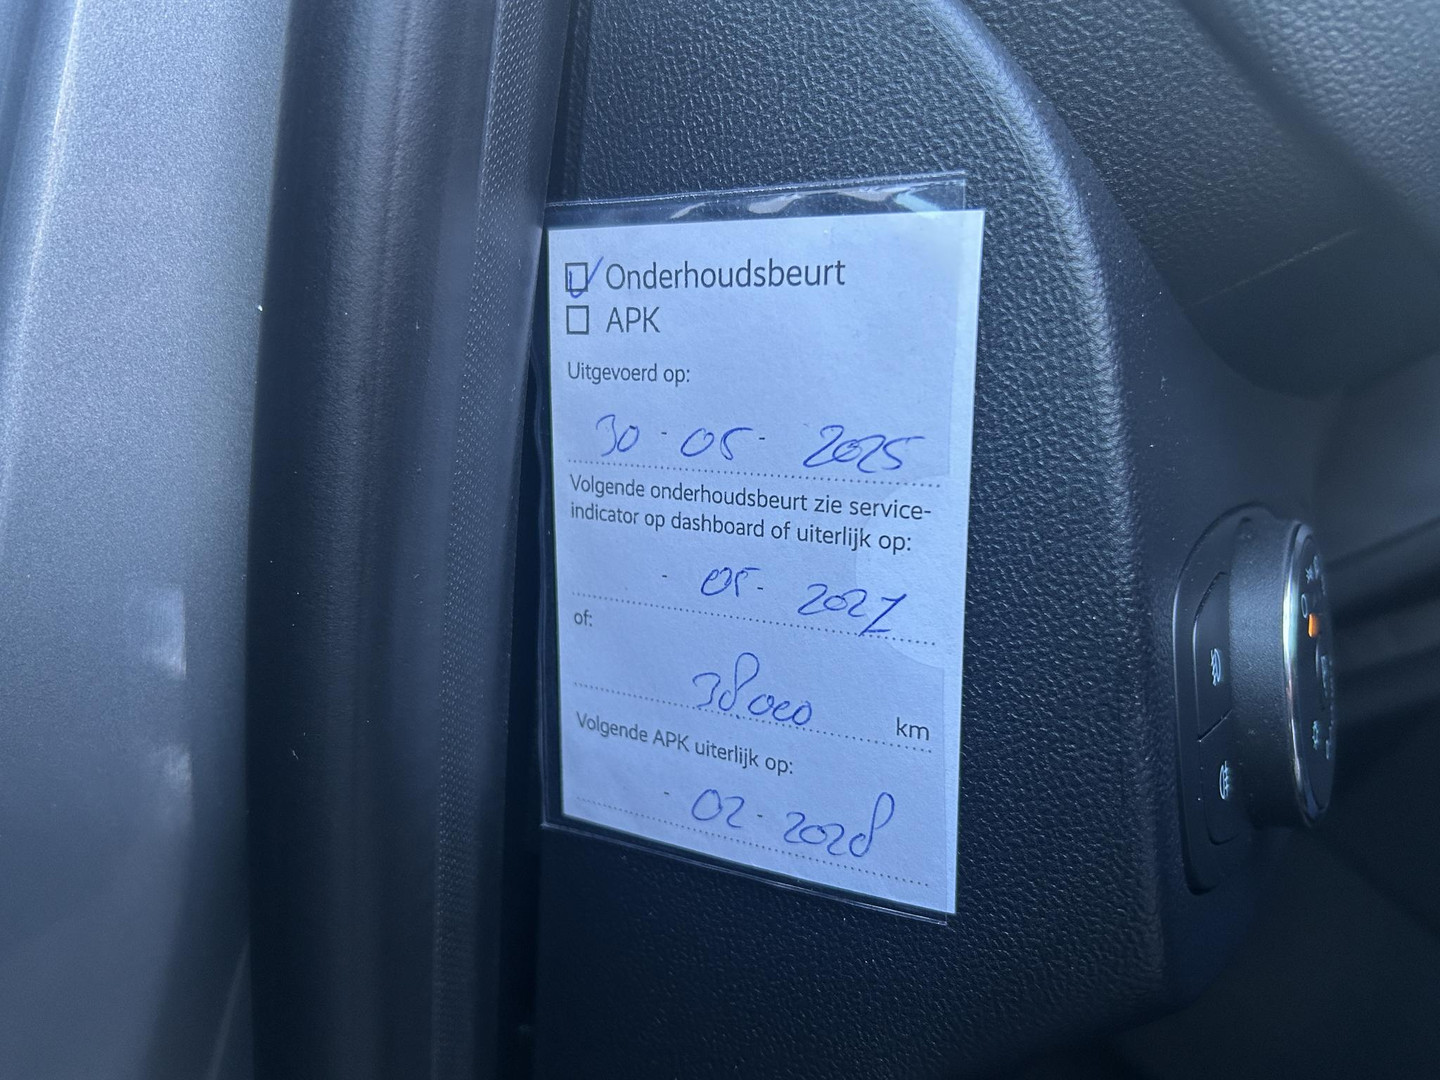 Onderhoudsbeurt
APK
Uitgevoerd op:
30-05-2025
Volgende onderhoudsbeurt zie service-
indicator op dashboard of uiterlijk op:
- 05-2027
of:
38000 km
Volgende APK uiterlijk op:
- 02-2028